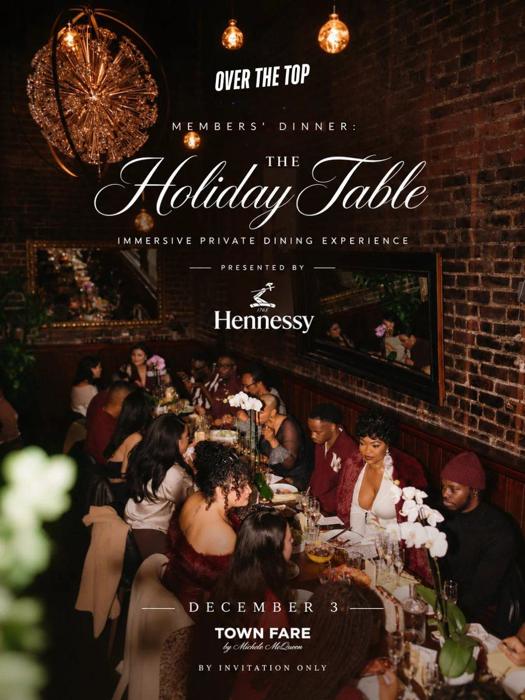 OVER THE TOP
MEMBERS' DINNER:
THE
Holiday Table
IMMERSIVE PRIVATE DINING EXPERIENCE
PRESENTED BY
1765
Hennessy
DECEMBER 3
TOWN FARE
by Michele McQueen
BY INVITATION ONLY